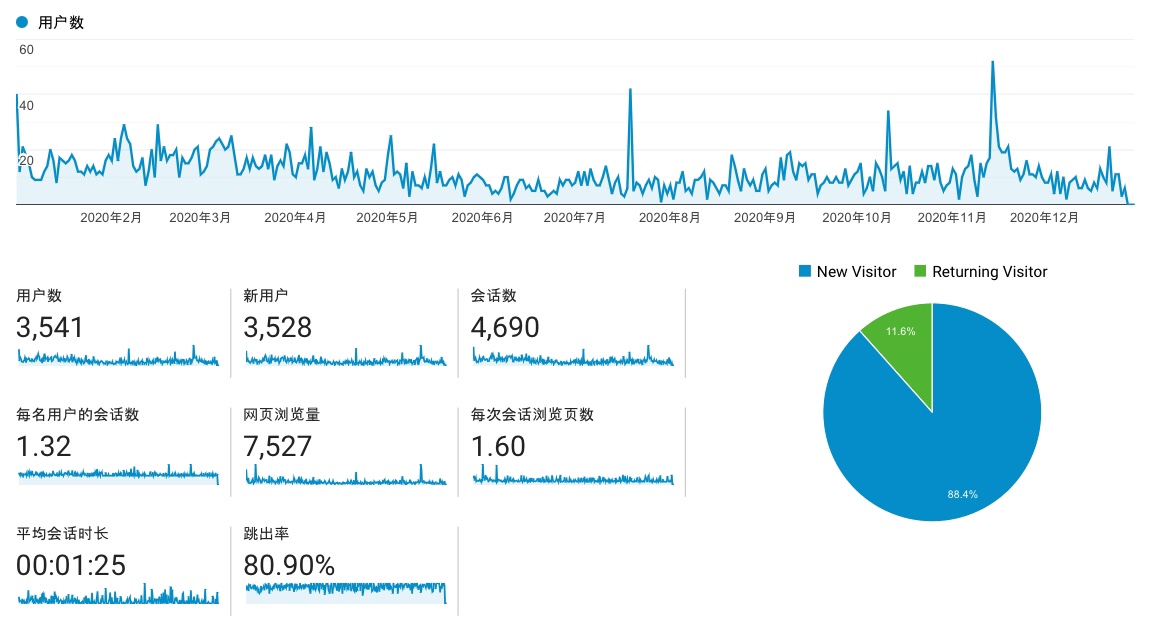 用户数
60
40
20
2020年2月 2020年3月 2020年4月 2020年5月 2020年6月 2020年7月 2020年8月 2020年9月 2020年10月 2020年11月 2020年12月
New Visitor Returning Visitor
用户数 新用户 会话数
3,541 3,528 4,690
11.6%
每名用户的会话数 网页浏览量 每次会话浏览页数
1.32 7,527 1.60
88.4%
平均会话时长 跳出率
00:01:25 80.90%